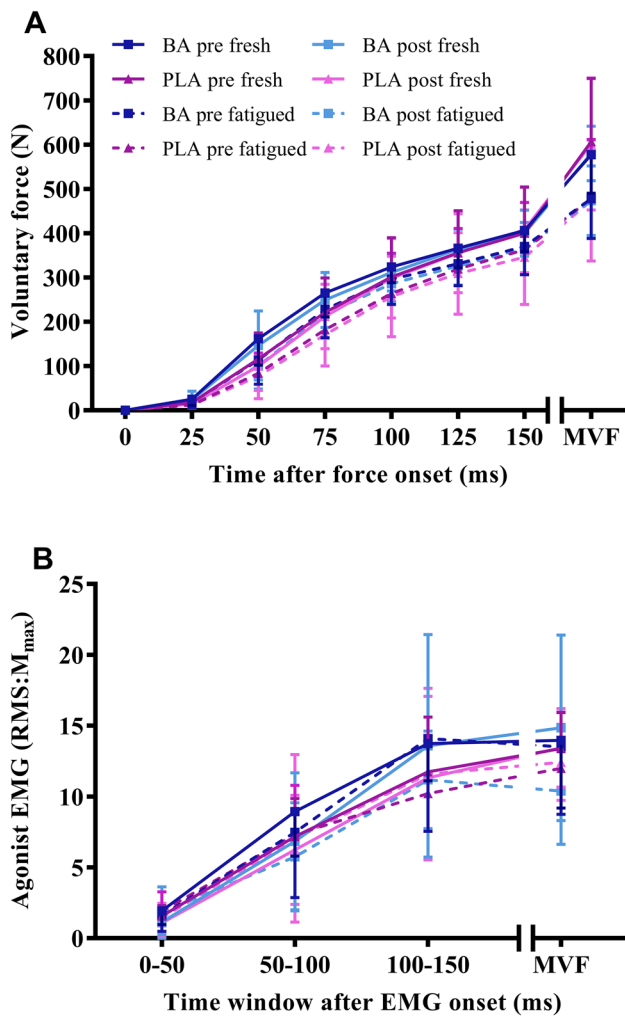 A
BA pre fresh BA post fresh
PLA pre fresh PLA post fresh
BA pre fatigued BA post fatigued
PLA pre fatigued PLA post fatigued
800
700
600
500
400
300
200
100
0
Voluntary force (N)
0 25 50 75 100 125 150 MVF
Time after force onset (ms)
B
25
20
15
10
5
0
Agonist EMG (RMS:Mmax)
0-50 50-100 100-150 MVF
Time window after EMG onset (ms)